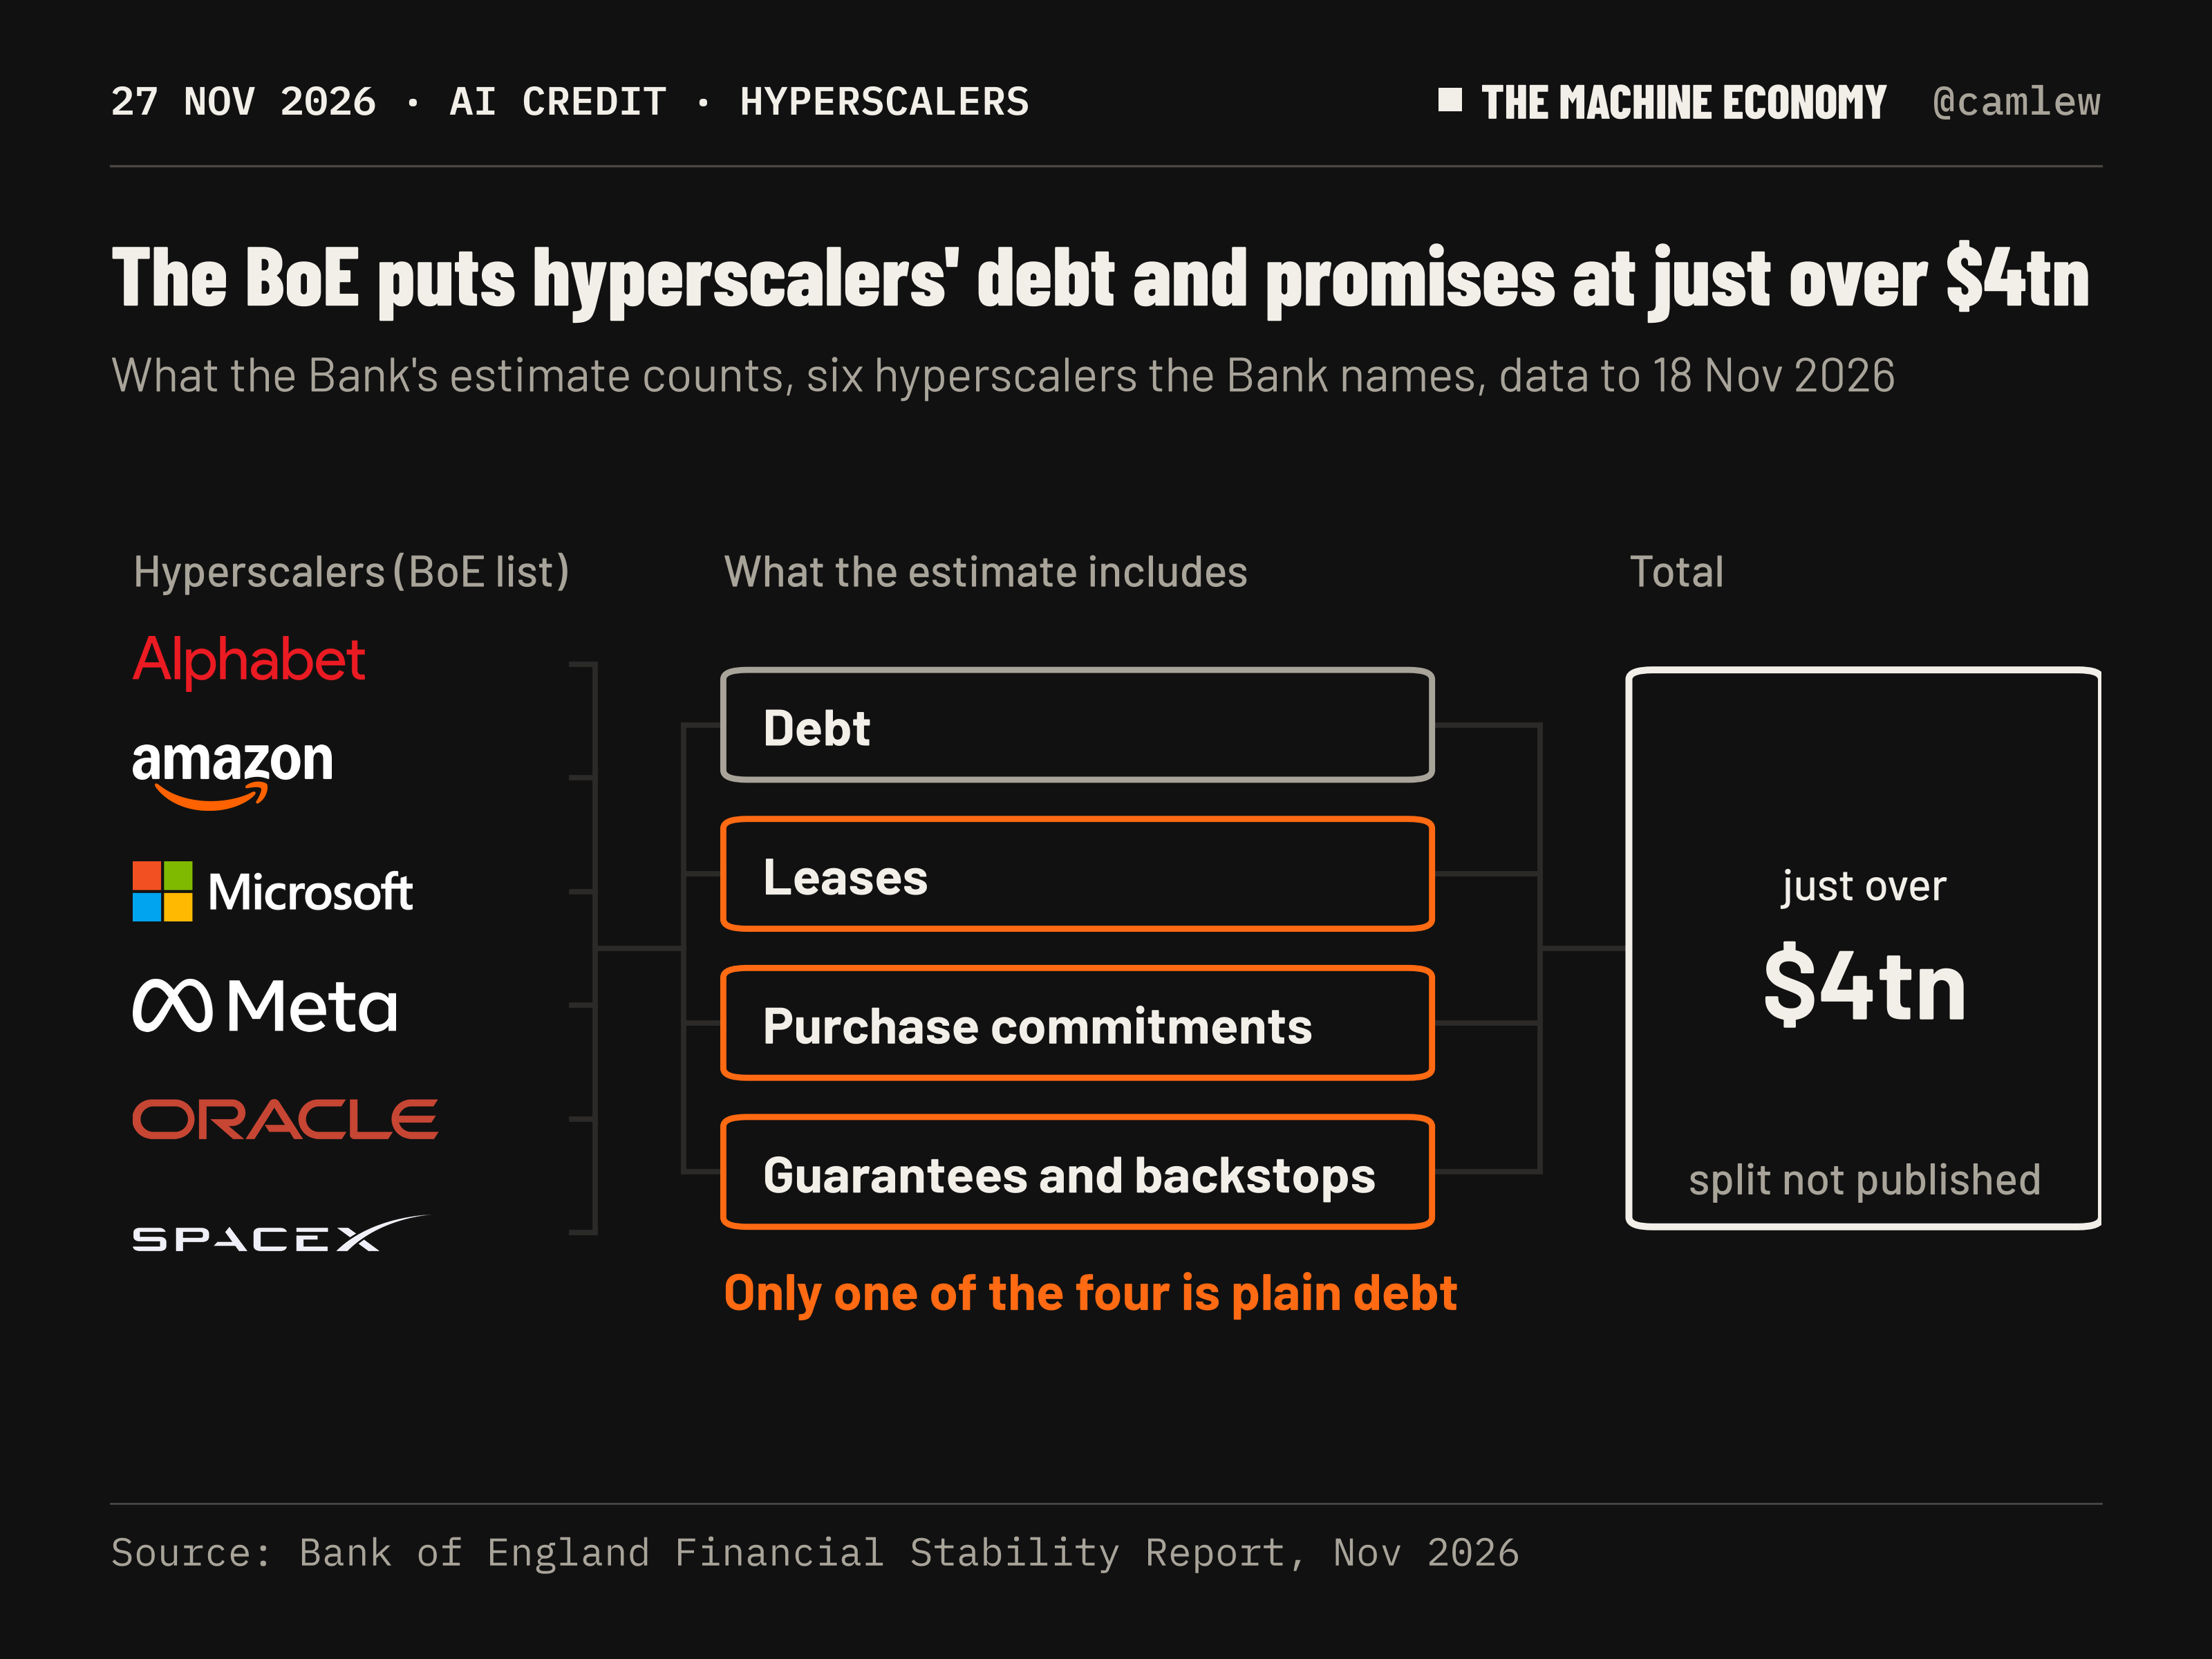 27 NOV 2026 · AI CREDIT · HYPERSCALERS
THE MACHINE ECONOMY @camlew
The BoE puts hyperscalers' debt and promises at just over $4tn
What the Bank's estimate counts, six hyperscalers the Bank names, data to 18 Nov 2026
Hyperscalers (BoE list)
Alphabet
amazon
Microsoft
Meta
ORACLE
SPACEX
What the estimate includes
Debt
Leases
Purchase commitments
Guarantees and backstops
Only one of the four is plain debt
Total
just over
$4tn
split not published
Source: Bank of England Financial Stability Report, Nov 2026